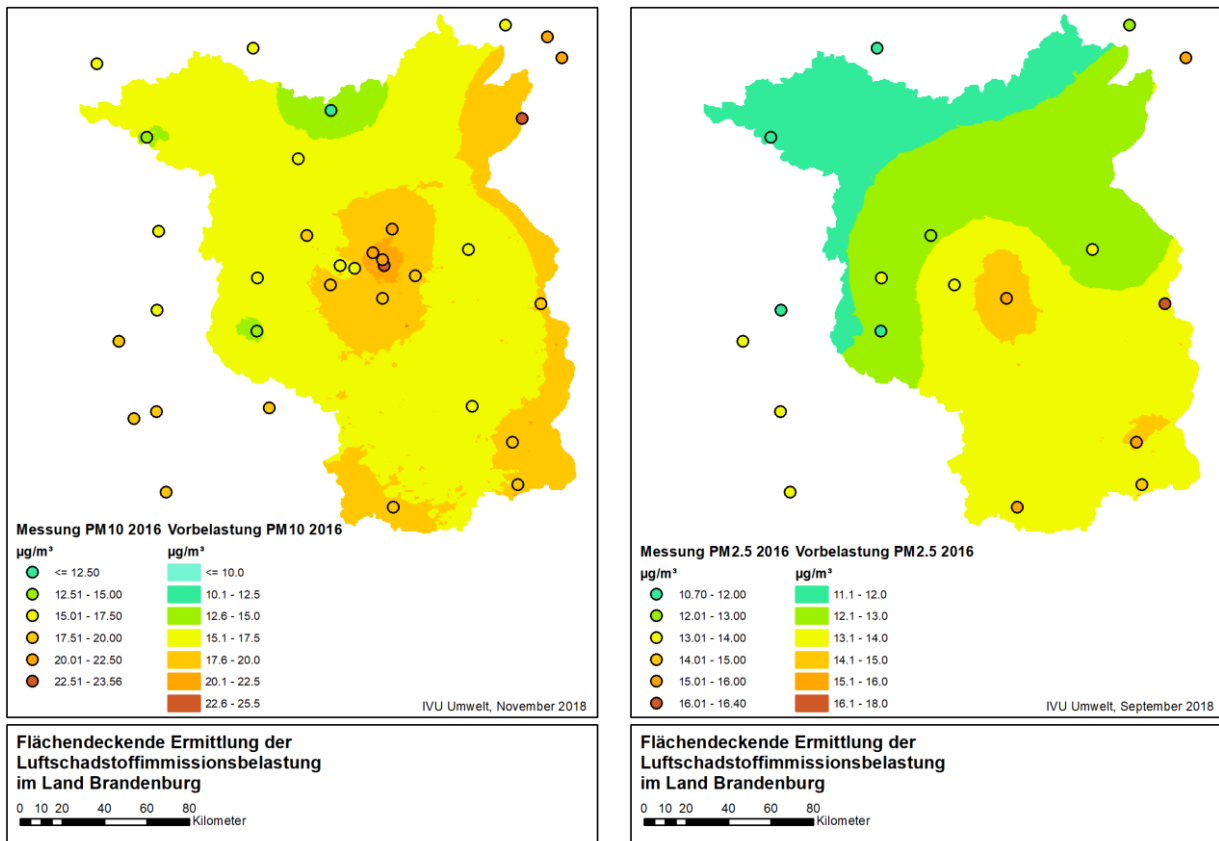 Messung PM10 2016 Vorbelastung PM10 2016
µg/m³ µg/m³
<= 12.50 <= 10.0
12.51 - 15.00 10.1 - 12.5
15.01 - 17.50 12.6 - 15.0
17.51 - 20.00 15.1 - 17.5
20.01 - 22.50 17.6 - 20.0
22.51 - 23.56 20.1 - 22.5
22.6 - 25.5
IVU Umwelt, November 2018
Flächendeckende Ermittlung der
Luftschadstoffimmissionsbelastung
im Land Brandenburg
0 10 20 40 60 80
Kilometer
Messung PM2.5 2016 Vorbelastung PM2.5 2016
µg/m³ µg/m³
10.70 - 12.00 11.1 - 12.0
12.01 - 13.00 12.1 - 13.0
13.01 - 14.00 13.1 - 14.0
14.01 - 15.00 14.1 - 15.0
15.01 - 16.00 15.1 - 16.0
16.01 - 16.40 16.1 - 18.0
IVU Umwelt, September 2018
Flächendeckende Ermittlung der
Luftschadstoffimmissionsbelastung
im Land Brandenburg
0 10 20 40 60 80
Kilometer